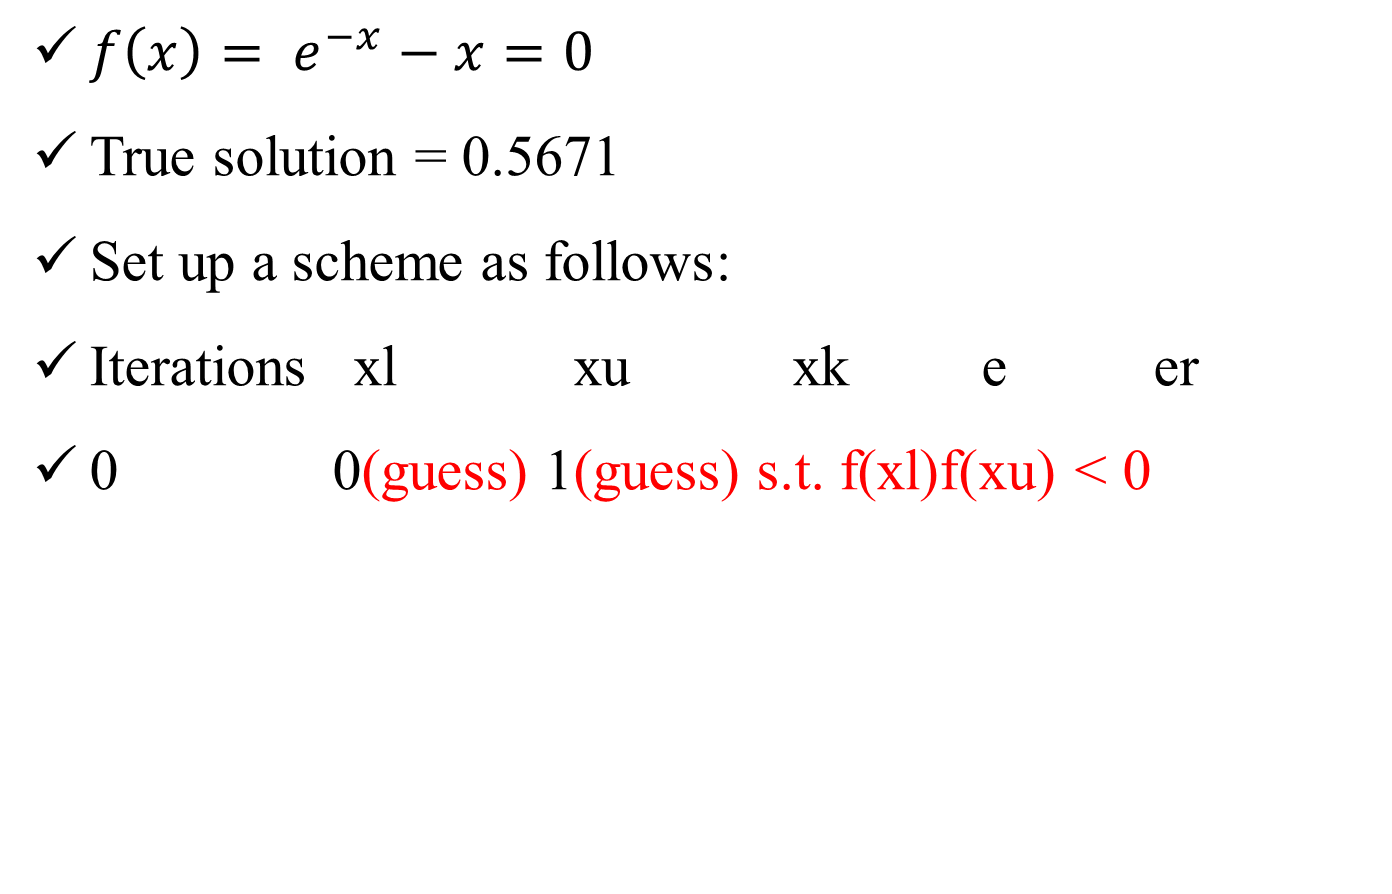 ✓ f(x) = e^{-x} − x = 0
✓ True solution = 0.5671
✓ Set up a scheme as follows:
✓ Iterations xl xu xk e er
✓ 0 0(guess) 1(guess) s.t. f(xl)f(xu) < 0